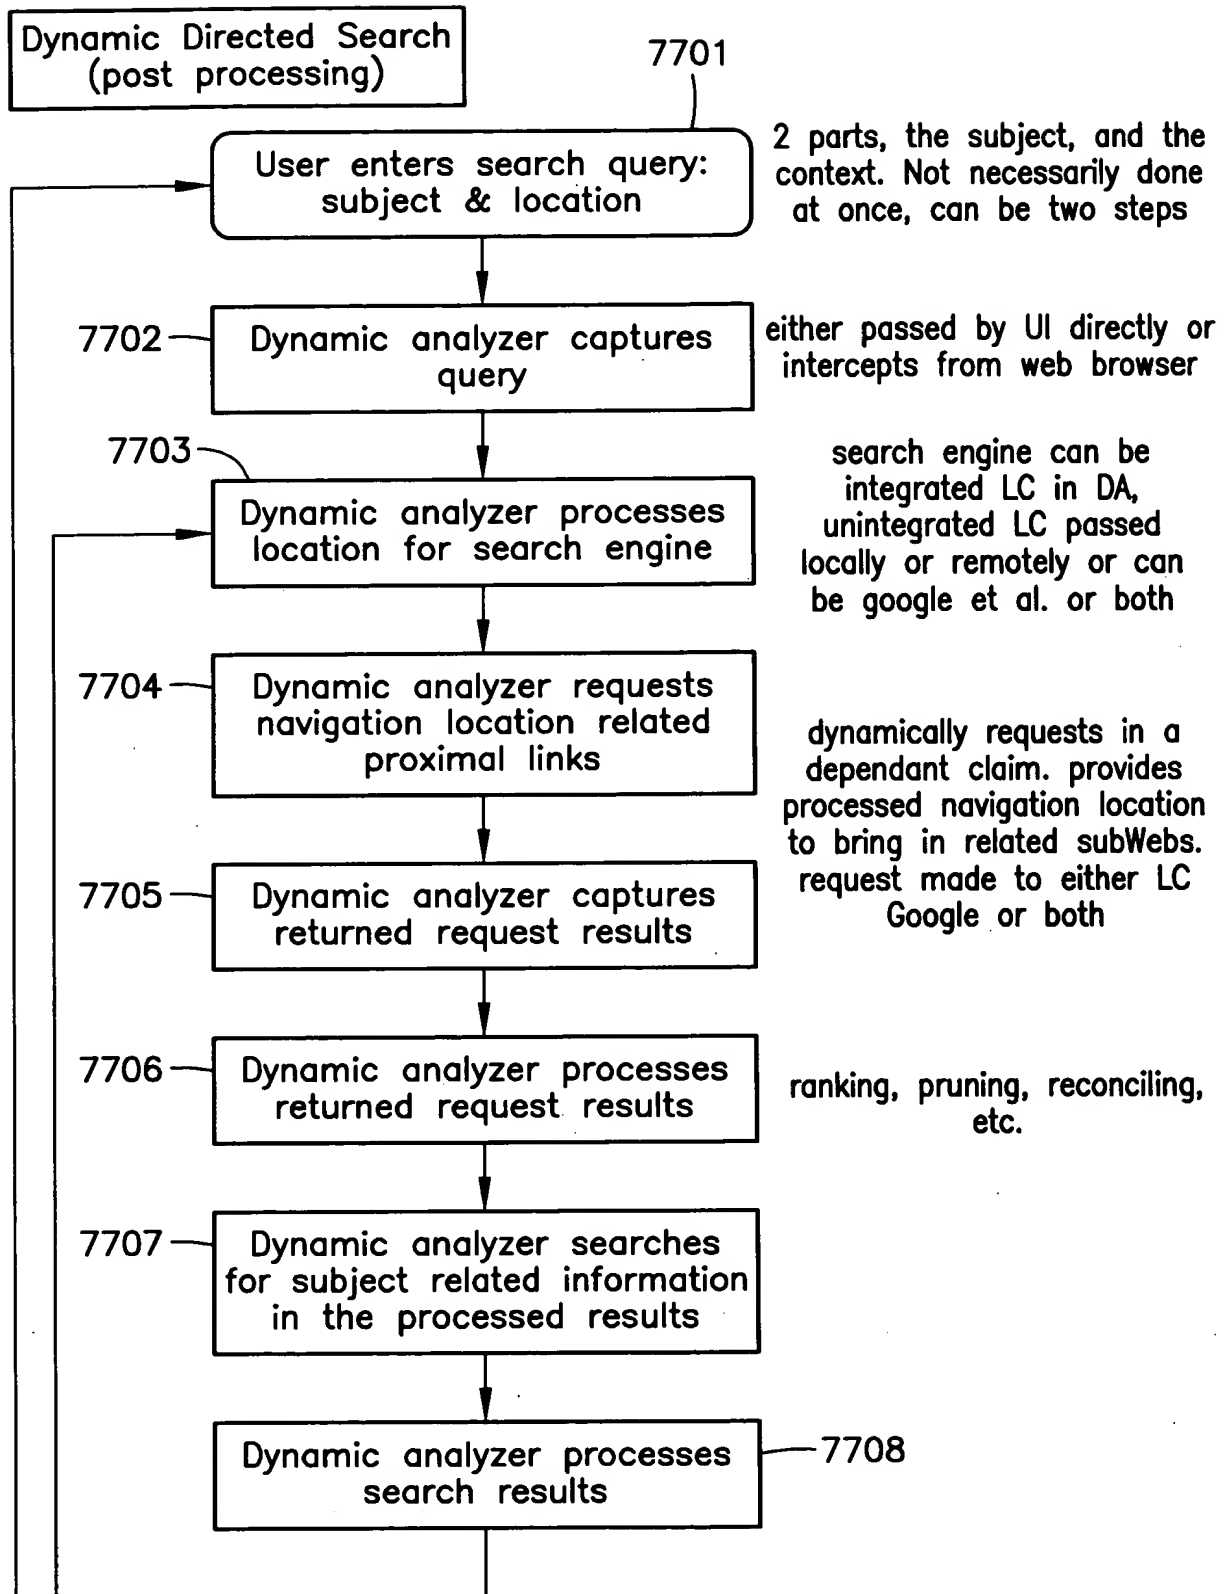 Dynamic Directed Search
(post processing)
7701
User enters search query:
subject & location
2 parts, the subject, and the
context. Not necessarily done
at once, can be two steps
7702
Dynamic analyzer captures
query
either passed by UI directly or
intercepts from web browser
7703
Dynamic analyzer processes
location for search engine
search engine can be
integrated LC in DA,
unintegrated LC passed
locally or remotely or can
be google et al. or both
7704
Dynamic analyzer requests
navigation location related
proximal links
dynamically requests in a
dependant claim. provides
processed navigation location
to bring in related subWebs.
request made to either LC
Google or both
7705
Dynamic analyzer captures
returned request results
7706
Dynamic analyzer processes
returned request results
ranking, pruning, reconciling,
etc.
7707
Dynamic analyzer searches
for subject related information
in the processed results
Dynamic analyzer processes
search results
7708